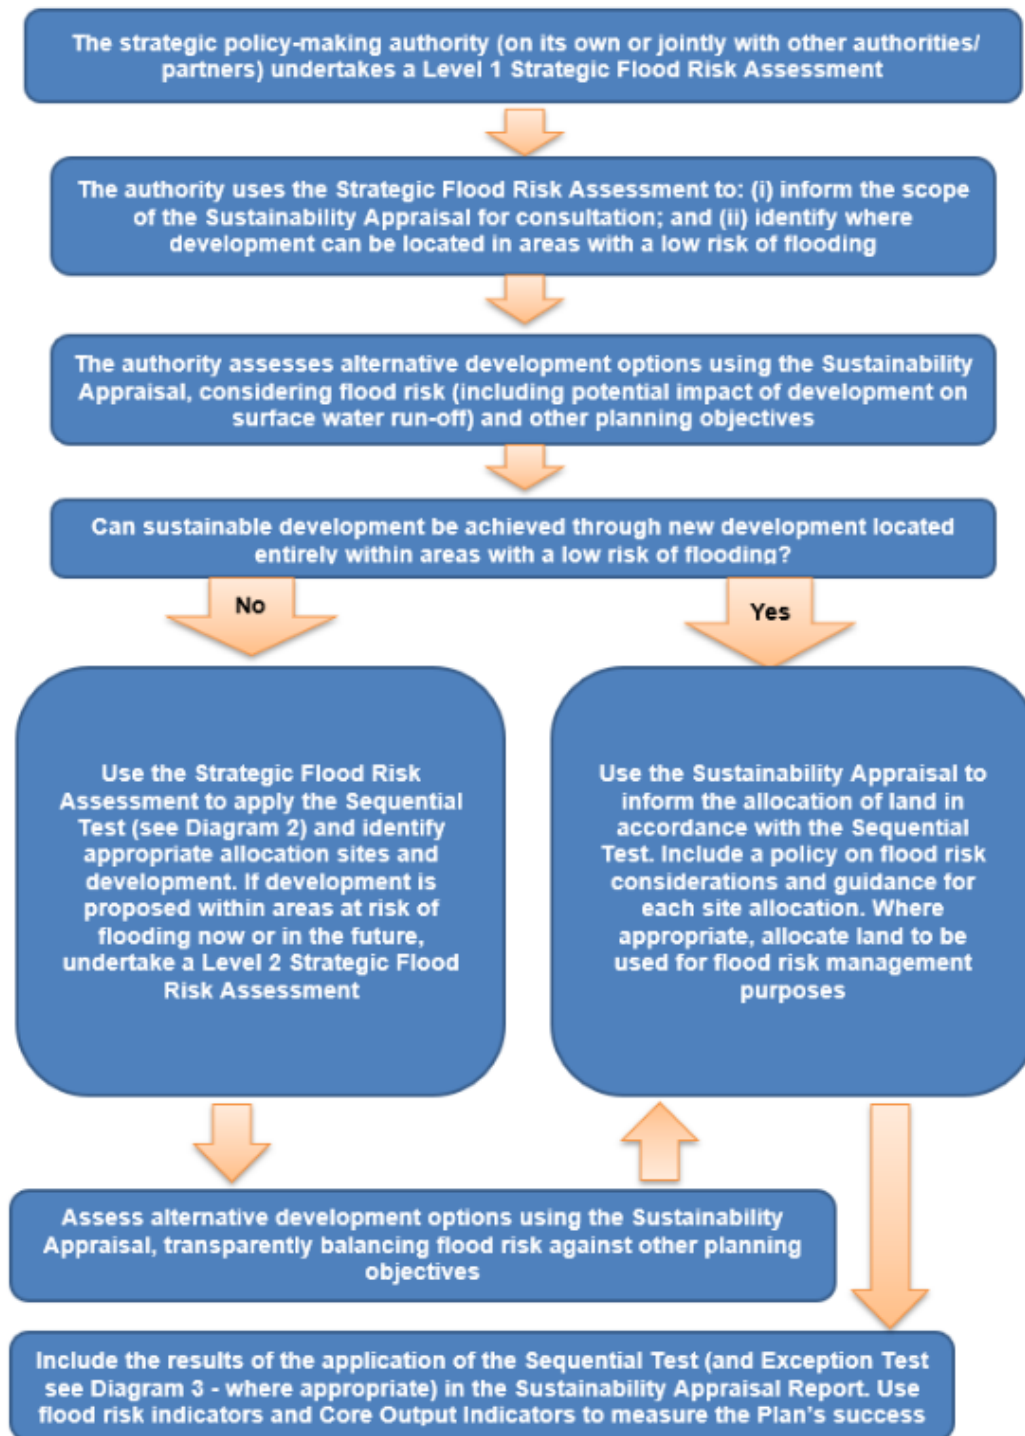 The strategic policy-making authority (on its own or jointly with other authorities/
partners) undertakes a Level 1 Strategic Flood Risk Assessment
The authority uses the Strategic Flood Risk Assessment to: (i) inform the scope
of the Sustainability Appraisal for consultation; and (ii) identify where
development can be located in areas with a low risk of flooding
The authority assesses alternative development options using the Sustainability
Appraisal, considering flood risk (including potential impact of development on
surface water run-off) and other planning objectives
Can sustainable development be achieved through new development located
entirely within areas with a low risk of flooding?
No
Yes
Use the Strategic Flood Risk
Assessment to apply the Sequential
Test (see Diagram 2) and identify
appropriate allocation sites and
development. If development is
proposed within areas at risk of
flooding now or in the future,
undertake a Level 2 Strategic Flood
Risk Assessment
Use the Sustainability Appraisal to
inform the allocation of land in
accordance with the Sequential
Test. Include a policy on flood risk
considerations and guidance for
each site allocation. Where
appropriate, allocate land to be
used for flood risk management
purposes
Assess alternative development options using the Sustainability
Appraisal, transparently balancing flood risk against other planning
objectives
Include the results of the application of the Sequential Test (and Exception Test
see Diagram 3 - where appropriate) in the Sustainability Appraisal Report. Use
flood risk indicators and Core Output Indicators to measure the Plan's success